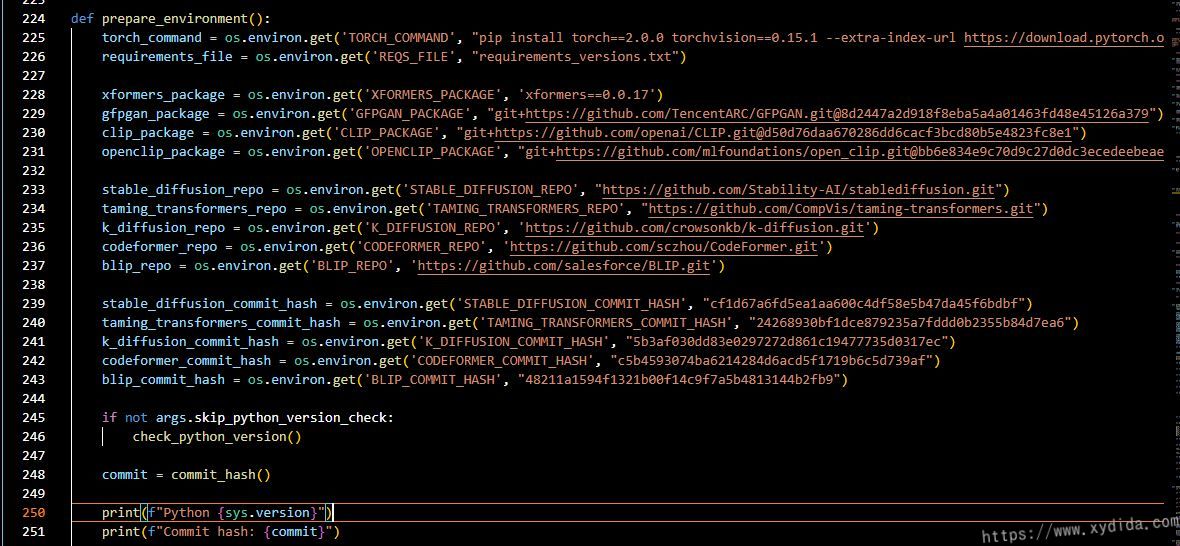 224 def prepare_environment():
225 torch_command = os.environ.get('TORCH_COMMAND', "pip install torch==2.0.0 torchvision==0.15.1 --extra-index-url https://download.pytorch.o
226 requirements_file = os.environ.get('REQS_FILE', "requirements_versions.txt")
227
228 xformers_package = os.environ.get('XFORMERS_PACKAGE', 'xformers==0.0.17')
229 gfpgan_package = os.environ.get('GFPGAN_PACKAGE', "git+https://github.com/TencentARC/GFPGAN.git@8d2447a2d918f8eba5a4a01463fd48e45126a379")
230 clip_package = os.environ.get('CLIP_PACKAGE', "git+https://github.com/openai/CLIP.git@d50d76daa670286dd6cacf3bcd80b5e4823fc8e1")
231 openclip_package = os.environ.get('OPENCLIP_PACKAGE', "git+https://github.com/mlfoundations/open_clip.git@bb6e834e9c70d9c27d0dc3ecedeebeae
232
233 stable_diffusion_repo = os.environ.get('STABLE_DIFFUSION_REPO', "https://github.com/Stability-AI/stablediffusion.git")
234 taming_transformers_repo = os.environ.get('TAMING_TRANSFORMERS_REPO', "https://github.com/CompVis/taming-transformers.git")
235 k_diffusion_repo = os.environ.get('K_DIFFUSION_REPO', 'https://github.com/crowsonkb/k-diffusion.git')
236 codeformer_repo = os.environ.get('CODEFORMER_REPO', 'https://github.com/sczhou/CodeFormer.git')
237 blip_repo = os.environ.get('BLIP_REPO', 'https://github.com/salesforce/BLIP.git')
238
239 stable_diffusion_commit_hash = os.environ.get('STABLE_DIFFUSION_COMMIT_HASH', "cf1d67a6fd5ea1aa600c4df58e5b47da45f6bdbf")
240 taming_transformers_commit_hash = os.environ.get('TAMING_TRANSFORMERS_COMMIT_HASH', "24268930bf1dce879235a7fddd0b2355b84d7ea6")
241 k_diffusion_commit_hash = os.environ.get('K_DIFFUSION_COMMIT_HASH', "5b3af030dd83e0297272d861c19477735d0317ec")
242 codeformer_commit_hash = os.environ.get('CODEFORMER_COMMIT_HASH', "c5b4593074ba6214284d6acd5f1719b6c5d739af")
243 blip_commit_hash = os.environ.get('BLIP_COMMIT_HASH', "48211a1594f1321b00f14c9f7a5b4813144b2fb9")
244
245 if not args.skip_python_version_check:
246 check_python_version()
247
248 commit = commit_hash()
249
250 print(f"Python {sys.version}")
251 print(f"Commit hash: {commit}")
https://www.xydida.com